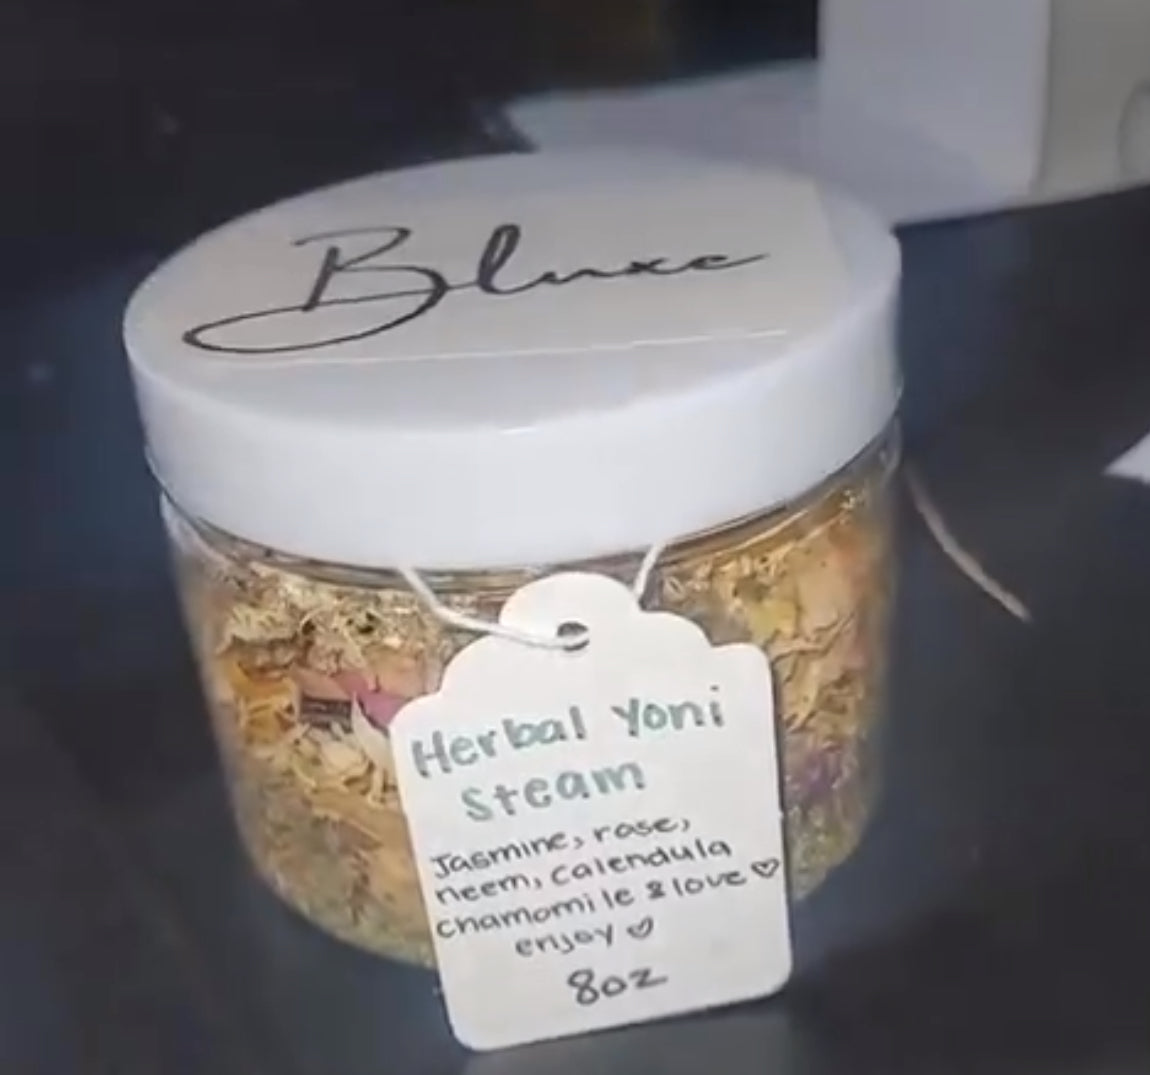 Bluxe
Herbal Yoni
Steam
Jasmine, rose,
neem, calendula
chamomile & love ♡
enjoy ♡
8oz